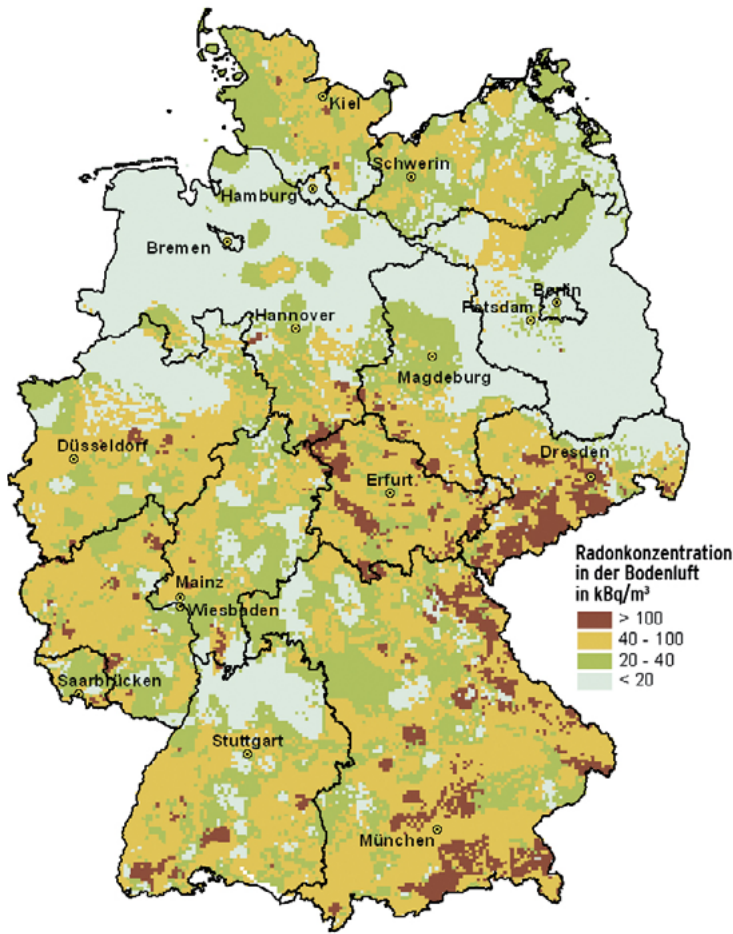 Kiel
Schwerin
Hamburg
Bremen
Berlin
Potsdam
Hannover
Magdeburg
Düsseldorf
Dresden
Erfurt
Radonkonzentration
in der Bodenluft
in kBq/m³
> 100
40 - 100
20 - 40
< 20
Mainz
Wiesbaden
Saarbrücken
Stuttgart
München